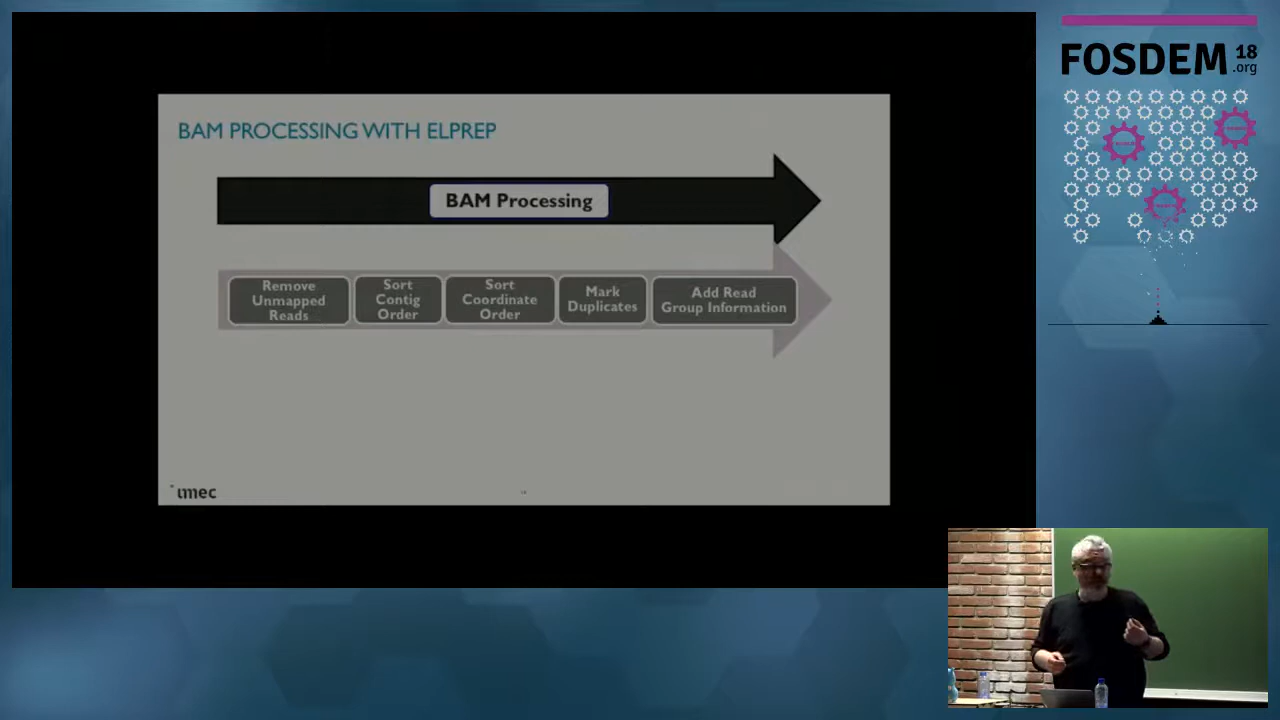 FOSDEM 18
.org
BAM PROCESSING WITH ELPREP
BAM Processing
Remove
Unmapped
Reads
Sort
Contig
Order
Sort
Coordinate
Order
Mark
Duplicates
Add Read
Group Information
imec